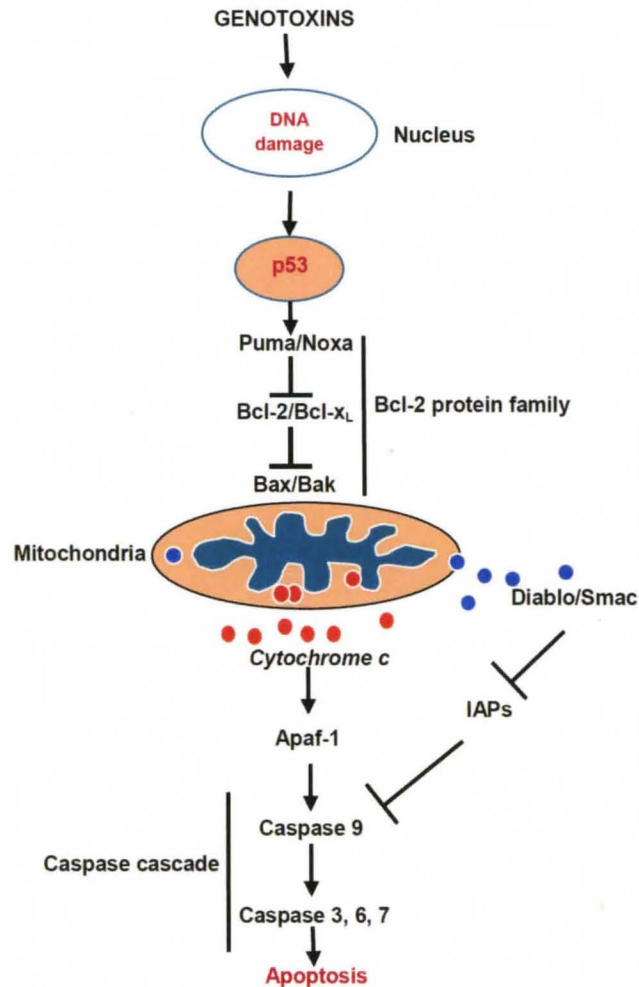 GENOTOXINS
DNA
damage
Nucleus
p53
Puma/Noxa
Bcl-2/Bcl-xL
Bcl-2 protein family
Bax/Bak
Mitochondria
Diablo/Smac
Cytochrome c
IAPs
Apaf-1
Caspase 9
Caspase cascade
Caspase 3, 6, 7
Apoptosis